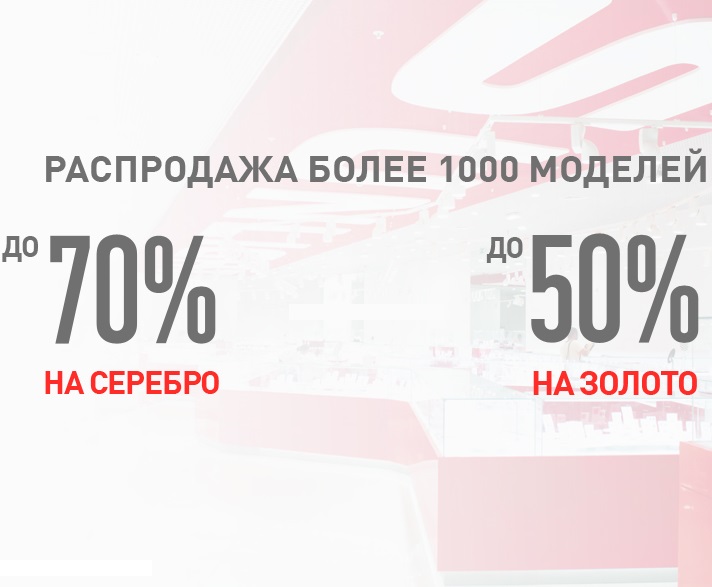 РАСПРОДАЖА БОЛЕЕ 1000 МОДЕЛЕЙ
ДО 70%
НА СЕРЕБРО
ДО 50%
НА ЗОЛОТО